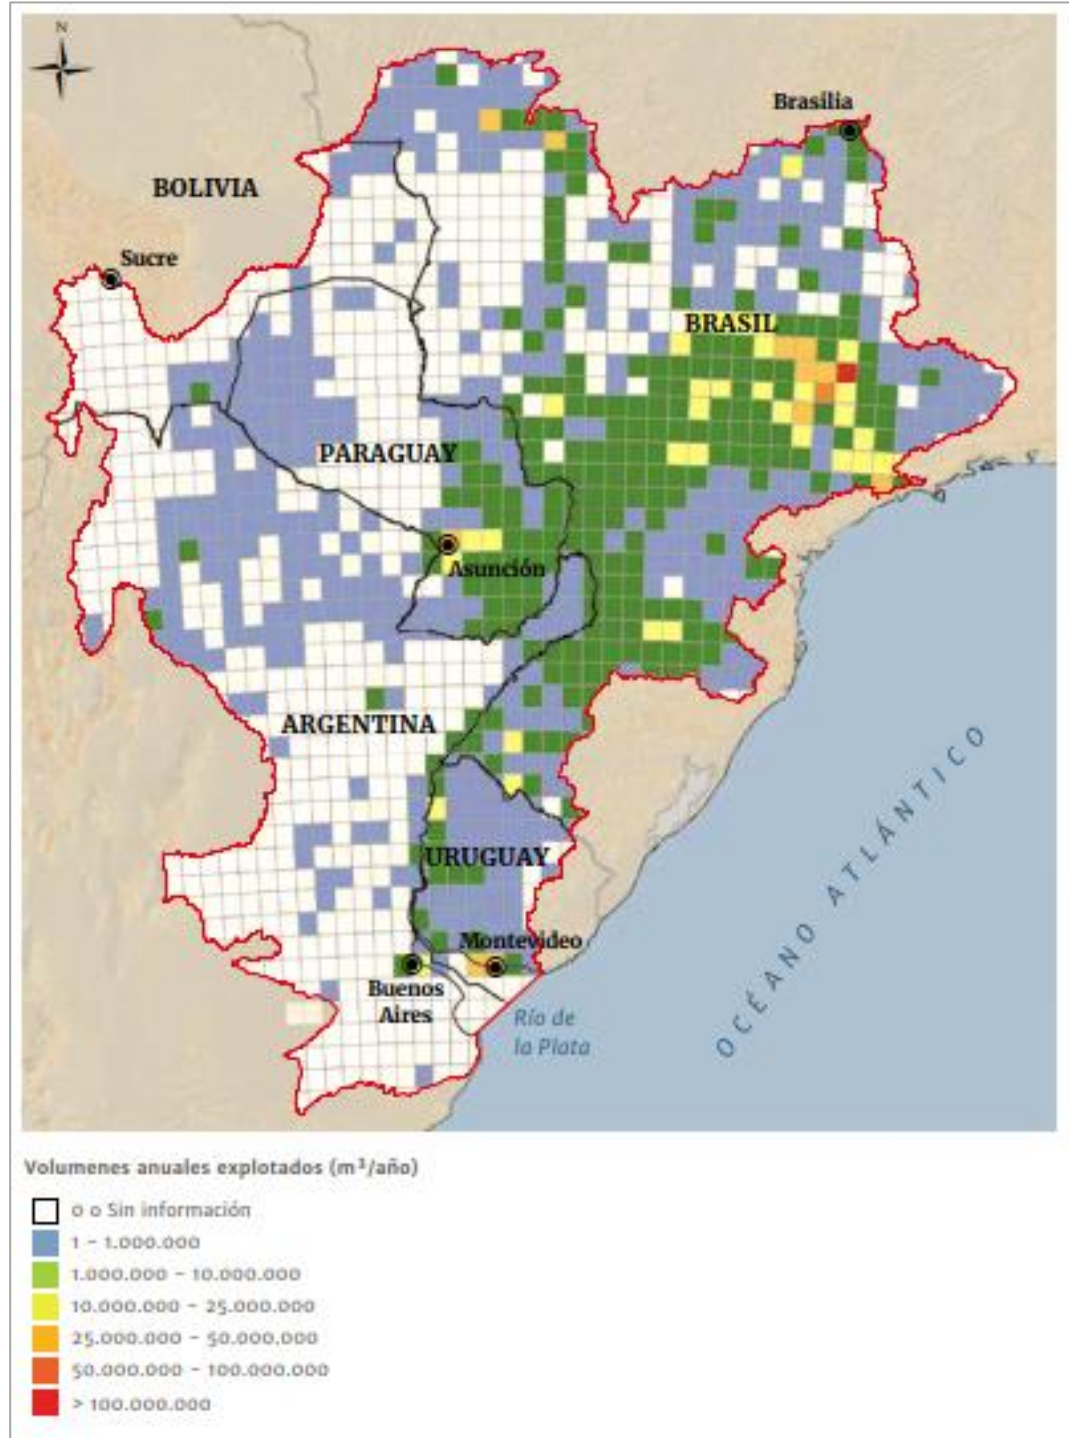 N
Brasilia
BOLIVIA
Sucre
BRASIL
PARAGUAY
Asunción
ARGENTINA
URUGUAY
Montevideo
Buenos
Aires
Río de
la Plata
OCÉANO ATLÁNTICO
Volumenes anuales explotados (m³/año)
0 o Sin información
1 - 1.000.000
1.000.000 - 10.000.000
10.000.000 - 25.000.000
25.000.000 - 50.000.000
50.000.000 - 100.000.000
> 100.000.000